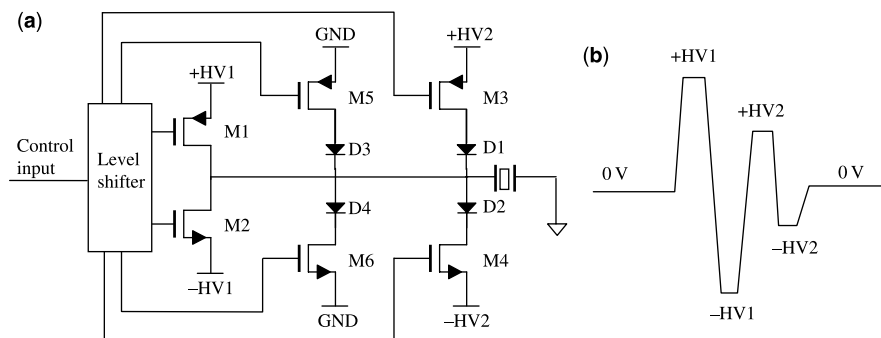 (a)
GND
+HV2
+HV1
M5
M3
M1
Control
input
Level
shifter
D3
D1
D4
D2
M2
M6
M4
–HV1
GND
–HV2
(b)
+HV1
+HV2
0 V
0 V
–HV2
–HV1